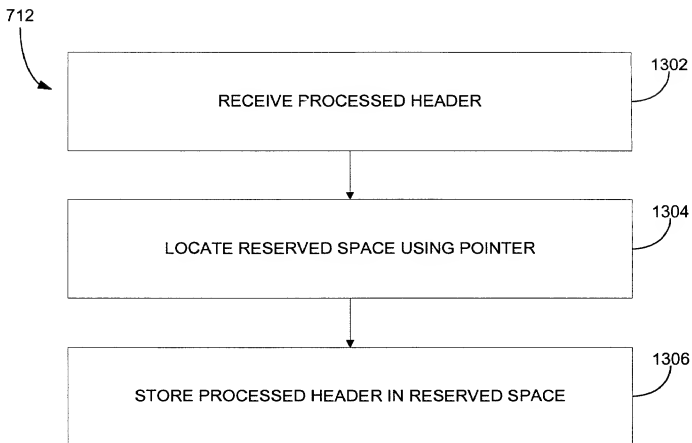 712
1302
RECEIVE PROCESSED HEADER
1304
LOCATE RESERVED SPACE USING POINTER
1306
STORE PROCESSED HEADER IN RESERVED SPACE